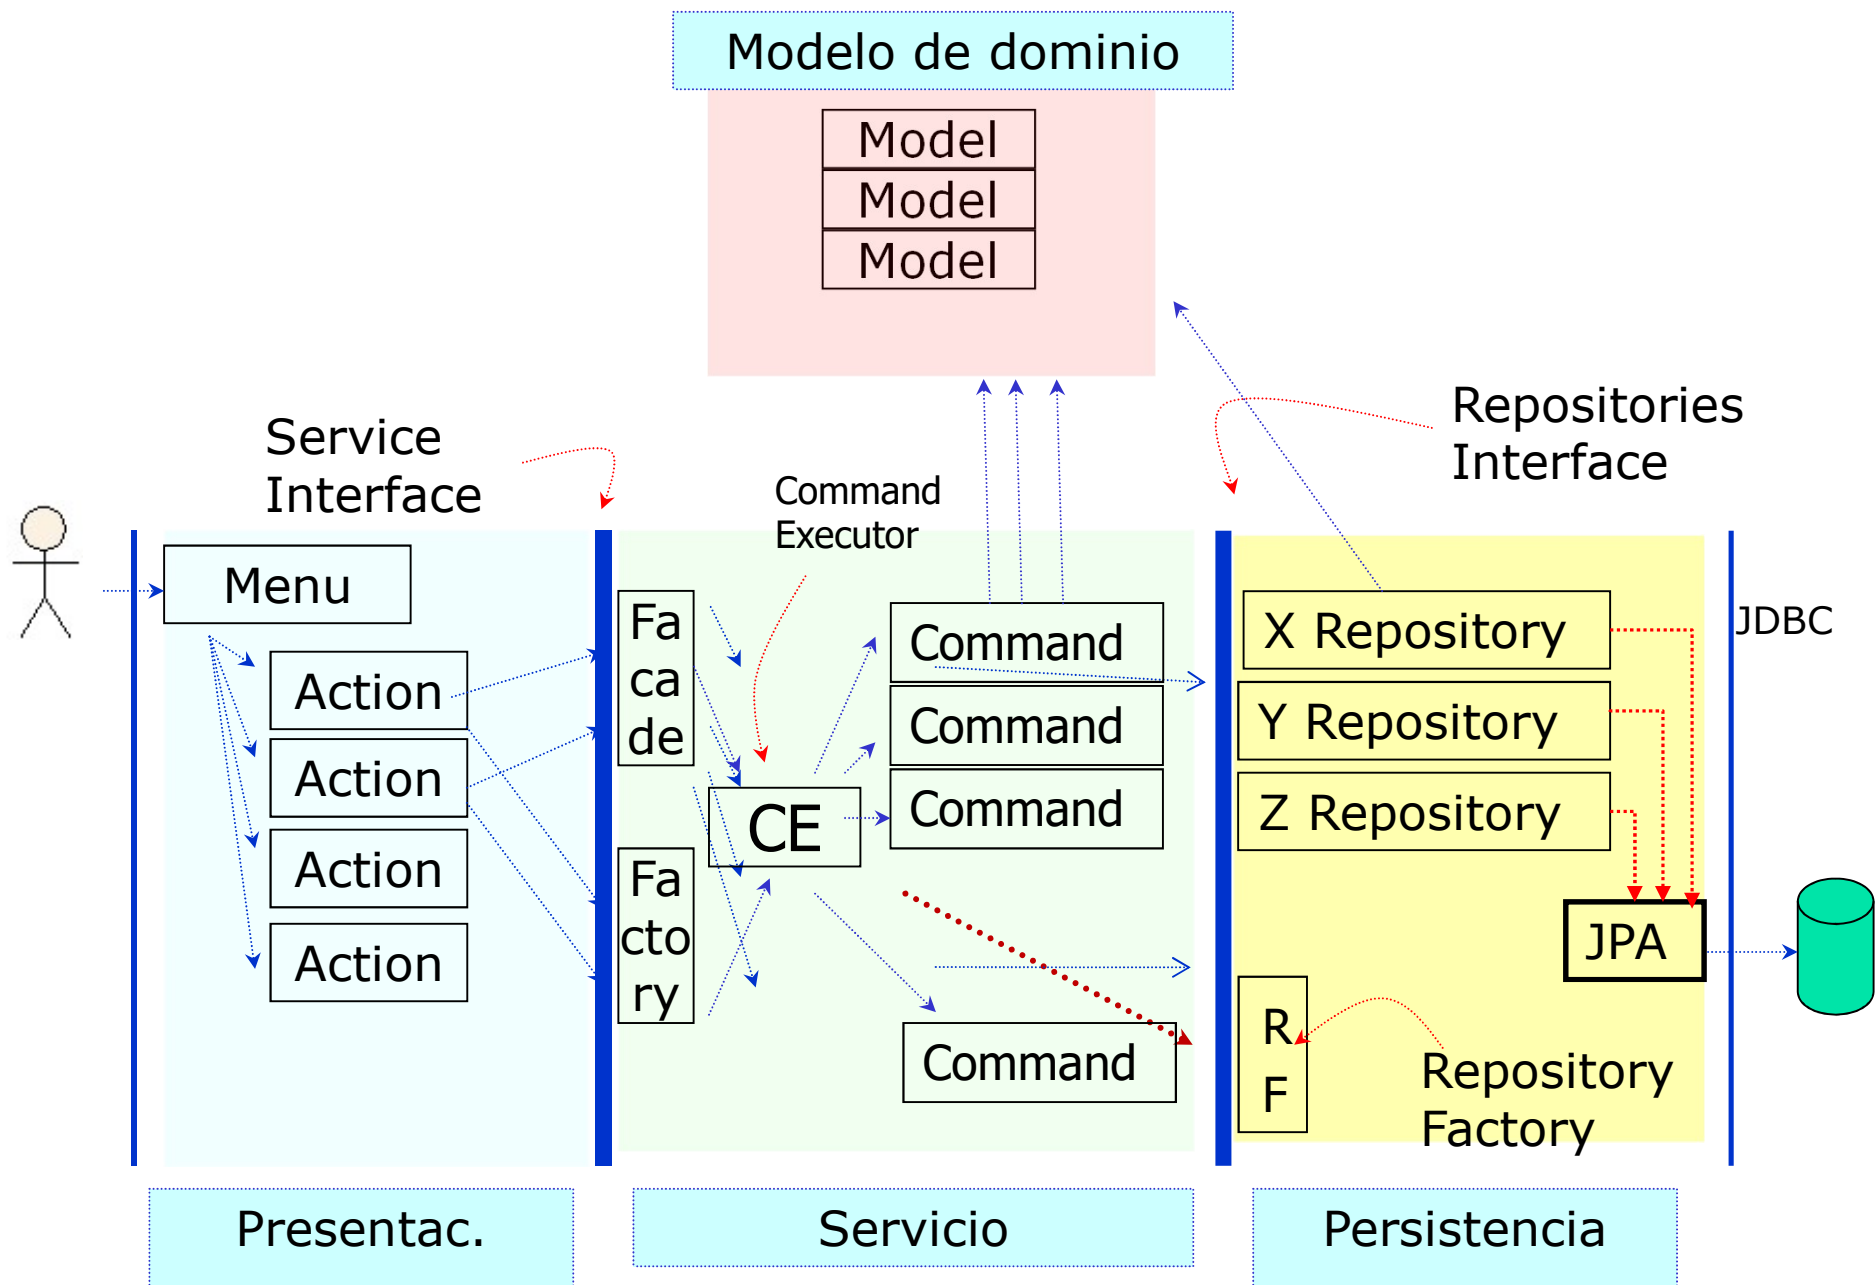 Modelo de dominio
Model
Model
Model
Service
Interface
Repositories
Interface
Command
Executor
Menu
Action
Action
Action
Action
Fa
ca
de
Fa
cto
ry
CE
Command
Command
Command
Command
X Repository
Y Repository
Z Repository
JPA
R
F
Repository
Factory
JDBC
Presentac.
Servicio
Persistencia